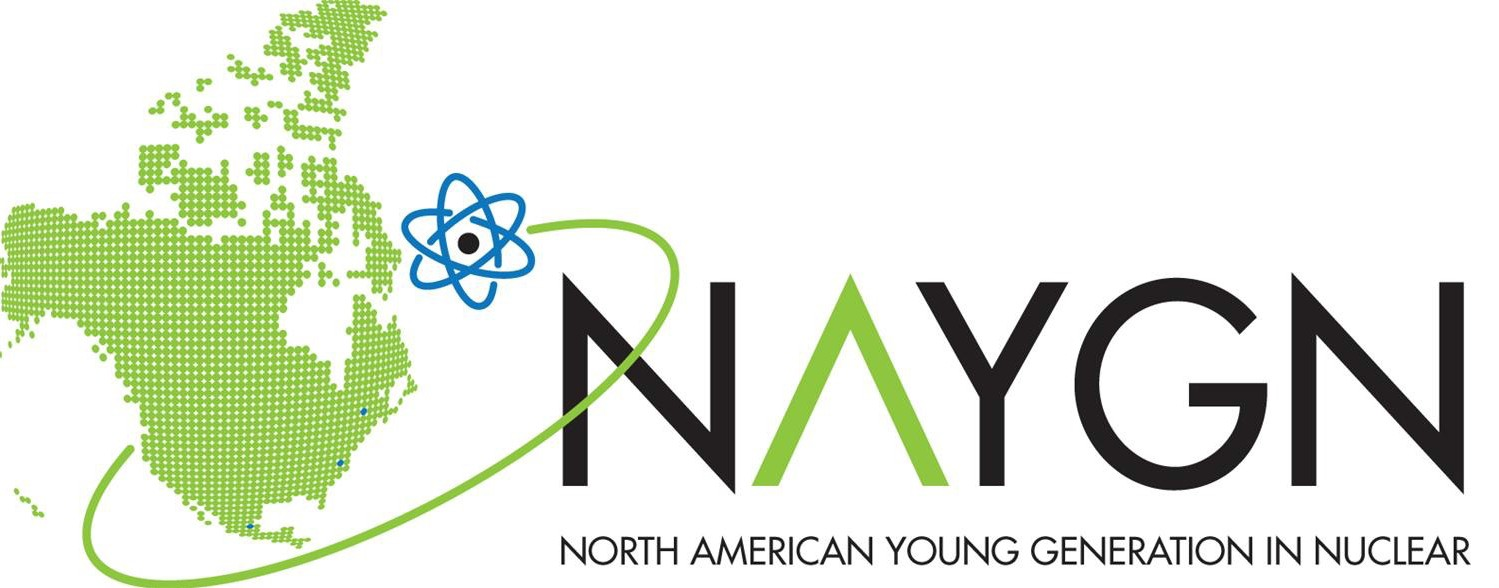 NAYGN
NORTH AMERICAN YOUNG GENERATION IN NUCLEAR